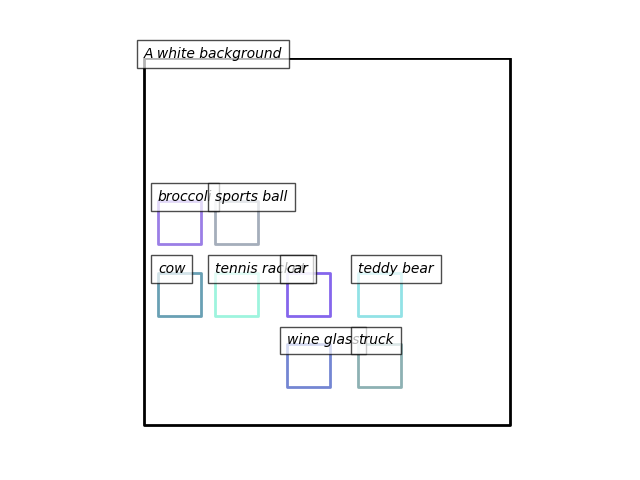 A white background
broccoli
sports ball
cow
tennis racket
car
teddy bear
wine glass
truck